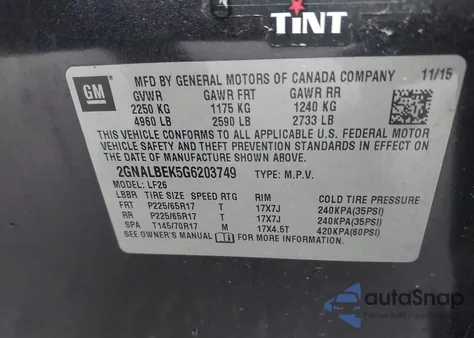 TiNT
GM
MFD BY GENERAL MOTORS OF CANADA COMPANY 11/15
GVWR GAWR FRT GAWR RR
2250 KG 1175 KG 1240 KG
4960 LB 2590 LB 2733 LB
THIS VEHICLE CONFORMS TO ALL APPLICABLE U.S. FEDERAL MOTOR
VEHICLE SAFETY AND THEFT PREVENTION STANDARDS IN EFFECT ON
THE DATE OF MANUFACTURE SHOWN ABOVE.
2GNALBEK5G6203749 TYPE: M.P.V.
MODEL: LF26
LBBR TIRE SIZE SPEED RTG RIM COLD TIRE PRESSURE
FRT P225/65R17 T 17X7J 240KPA(35PSI)
RR P225/65R17 T 17X7J 240KPA(35PSI)
SPA T145/70R17 M 17X4.5T 420KPA(60PSI)
SEE OWNER'S MANUAL FOR MORE INFORMATION.
autoSnap